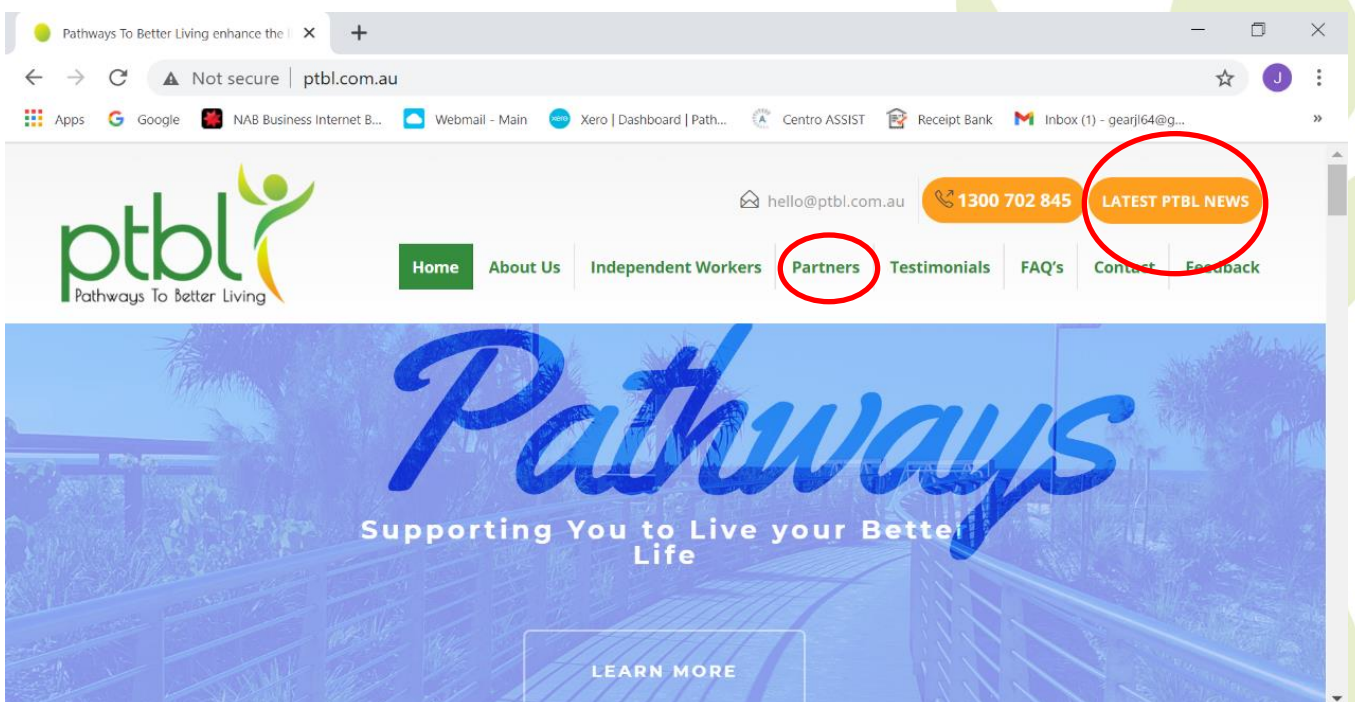 Pathways To Better Living enhance the
Not secure | ptbl.com.au
J
Apps Google NAB Business Internet B... Webmail - Main Xero | Dashboard | Path... Centro ASSIST Receipt Bank Inbox (1) - gearjl64@g... »
hello@ptbl.com.au 1300 702 845 LATEST PTBL NEWS
ptbl
Pathways To Better Living
Home About Us Independent Workers Partners Testimonials FAQ's Contact Feedback
Pathways
Supporting You to Live your Better
Life
LEARN MORE